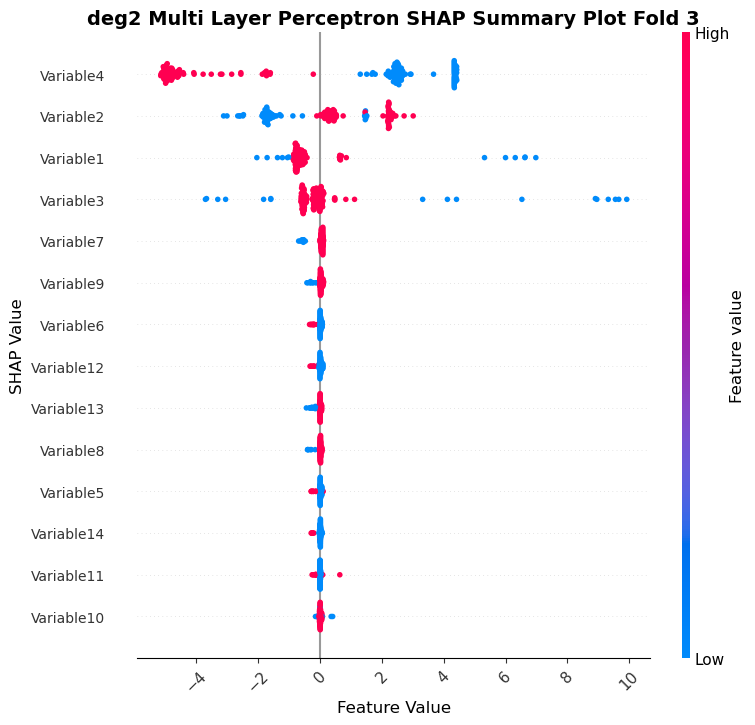 deg2 Multi Layer Perceptron SHAP Summary Plot Fold 3
High
Variable4
Variable2
Variable1
Variable3
Variable7
Variable9
Variable6
Variable12
Variable13
Variable8
Variable5
Variable14
Variable11
Variable10
SHAP Value
Feature value
Low
−4 −2 0 2 4 6 8 10
Feature Value